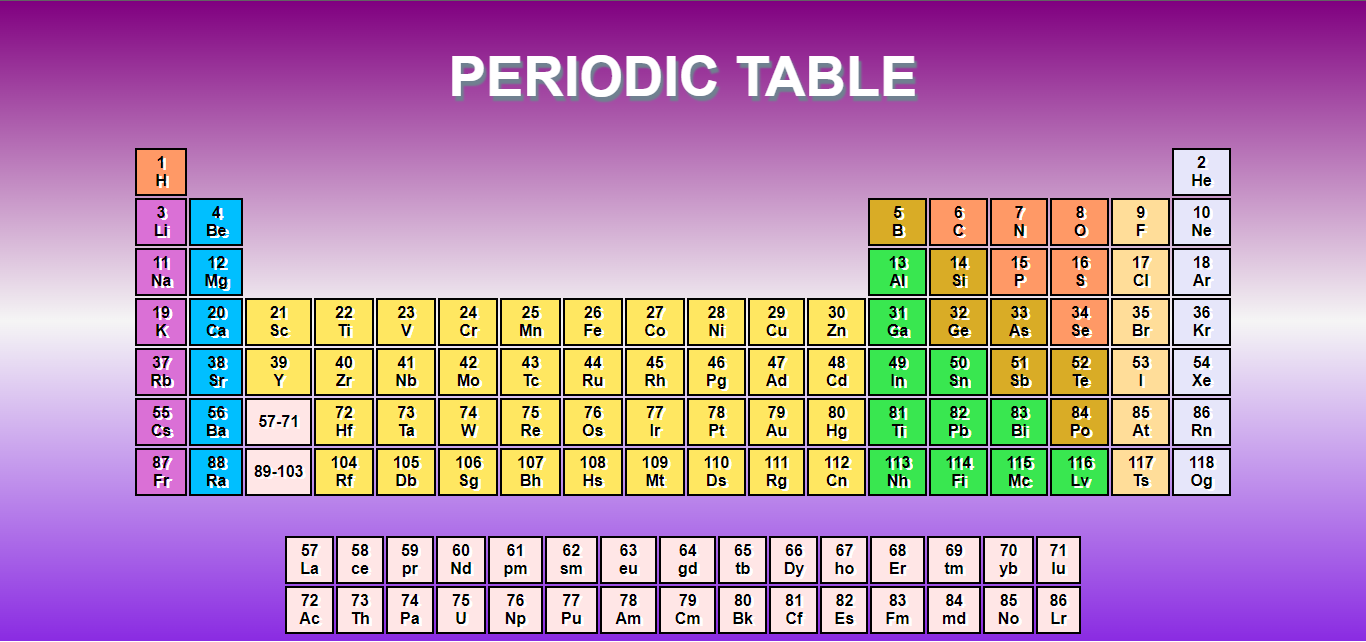 PERIODIC TABLE
1 2
H He
3 4 5 6 7 8 9 10
Li Be B C N O F Ne
11 12 13 14 15 16 17 18
Na Mg Al Si P S Cl Ar
19 20 21 22 23 24 25 26 27 28 29 30 31 32 33 34 35 36
K Ca Sc Ti V Cr Mn Fe Co Ni Cu Zn Ga Ge As Se Br Kr
37 38 39 40 41 42 43 44 45 46 47 48 49 50 51 52 53 54
Rb Sr Y Zr Nb Mo Tc Ru Rh Pg Ad Cd In Sn Sb Te I Xe
55 56 57-71 72 73 74 75 76 77 78 79 80 81 82 83 84 85 86
Cs Ba Hf Ta W Re Os Ir Pt Au Hg Ti Pb Bi Po At Rn
87 88 89-103 104 105 106 107 108 109 110 111 112 113 114 115 116 117 118
Fr Ra Rf Db Sg Bh Hs Mt Ds Rg Cn Nh Fi Mc Lv Ts Og
57 58 59 60 61 62 63 64 65 66 67 68 69 70 71
La ce pr Nd pm sm eu gd tb Dy ho Er tm yb lu
72 73 74 75 76 77 78 79 80 81 82 83 84 85 86
Ac Th Pa U Np Pu Am Cm Bk Cf Es Fm md No Lr